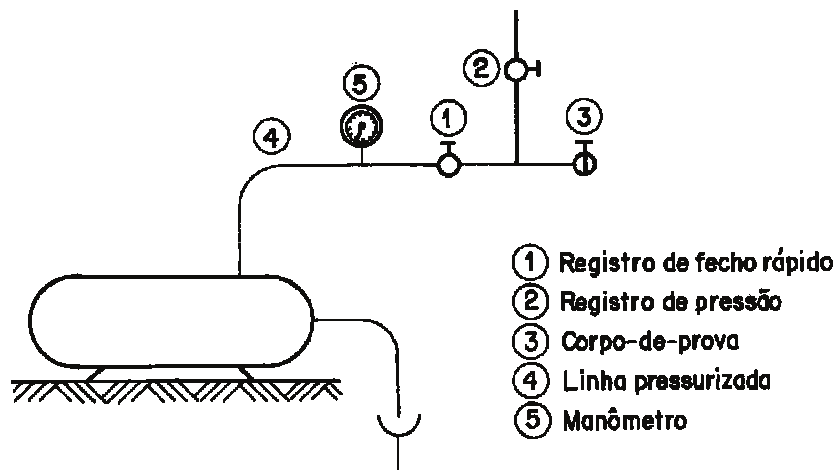 2
5
1
3
4
1 Registro de fecho rápido
2 Registro de pressão
3 Corpo-de-prova
4 Linha pressurizada
5 Manômetro